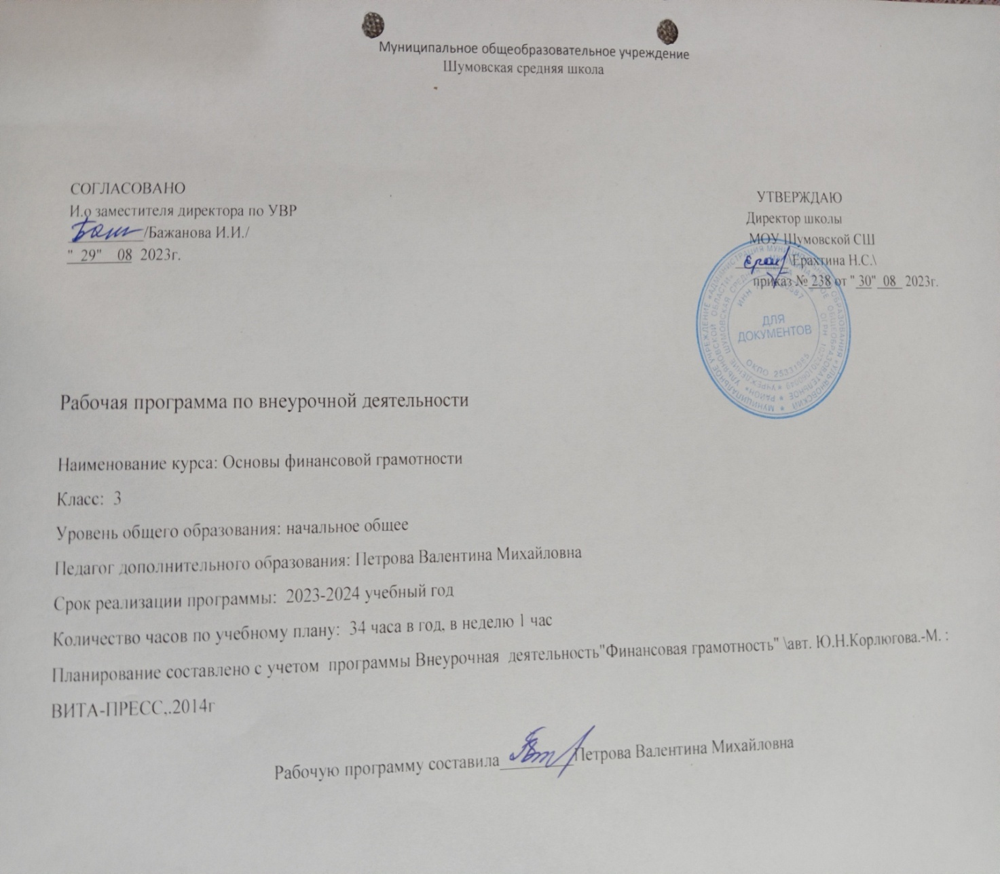 Муниципальное общеобразовательное учреждение
Шумовская средняя школа
СОГЛАСОВАНО
И.о заместителя директора по УВР
/Бажанова И.И./
" 29" 08 2023г.
УТВЕРЖДАЮ
Директор школы
МОУ Шумовской СШ
\Ерахтина Н.С.\
приказ № 238 от " 30" 08 2023г.
ДЛЯ
ДОКУМЕНТОВ
ОКПО 25331985
Рабочая программа по внеурочной деятельности
Наименование курса: Основы финансовой грамотности
Класс: 3
Уровень общего образования: начальное общее
Педагог дополнительного образования: Петрова Валентина Михайловна
Срок реализации программы: 2023-2024 учебный год
Количество часов по учебному плану: 34 часа в год, в неделю 1 час
Планирование составлено с учетом программы Внеурочная деятельность"Финансовая грамотность" \авт. Ю.Н.Корлюгова.-М. :
ВИТА-ПРЕСС,.2014г
Рабочую программу составила Петрова Валентина Михайловна